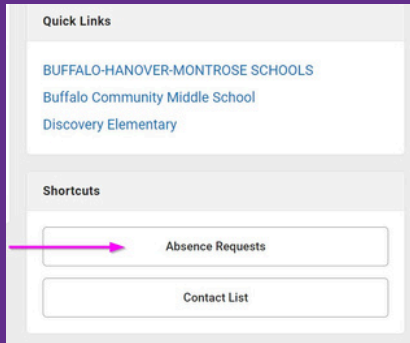 Quick Links
BUFFALO-HANOVER-MONTROSE SCHOOLS
Buffalo Community Middle School
Discovery Elementary
Shortcuts
Absence Requests
Contact List